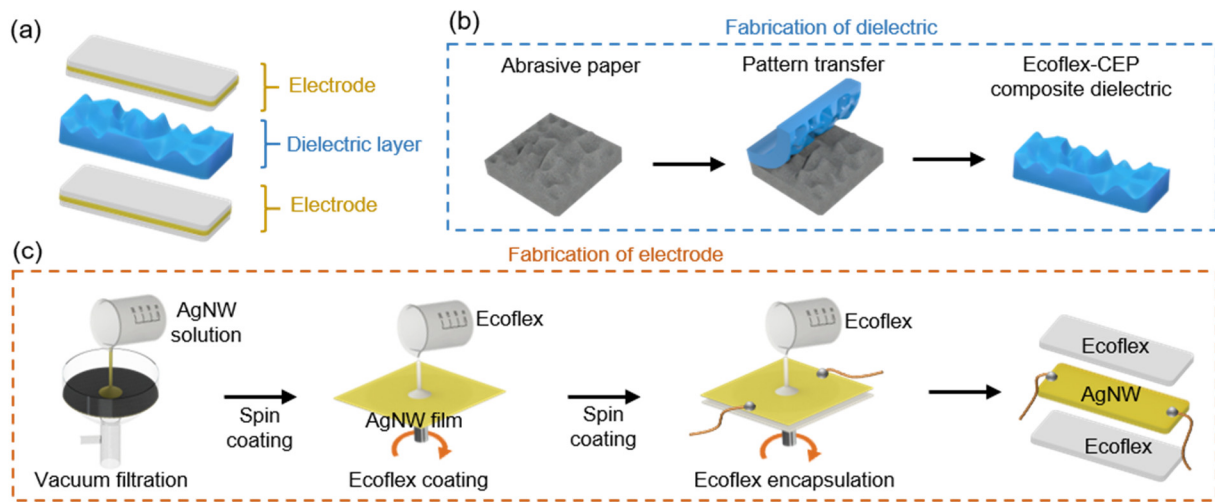 (a)
Electrode
Dielectric layer
Electrode
(b)
Fabrication of dielectric
Abrasive paper
Pattern transfer
Ecoflex-CEP
composite dielectric
(c)
Fabrication of electrode
AgNW
solution
Vacuum filtration
Spin
coating
Ecoflex
AgNW film
Ecoflex coating
Spin
coating
Ecoflex
Ecoflex encapsulation
Ecoflex
AgNW
Ecoflex